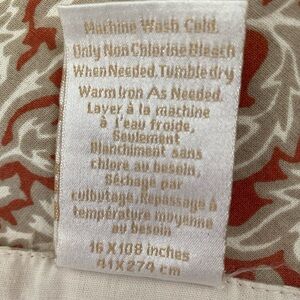 Machine Wash Cold.
Only Non Chlorine Bleach
When Needed. Tumble dry
Warm Iron As Needed.
Laver à la machine
à l'eau froide,
Seulement
Blanchiment sans
chlore au besoin,
Séchage par
culbutage, Repassage à
température moyenne
au besoin
16 X 108 inches
41 X 274 cm